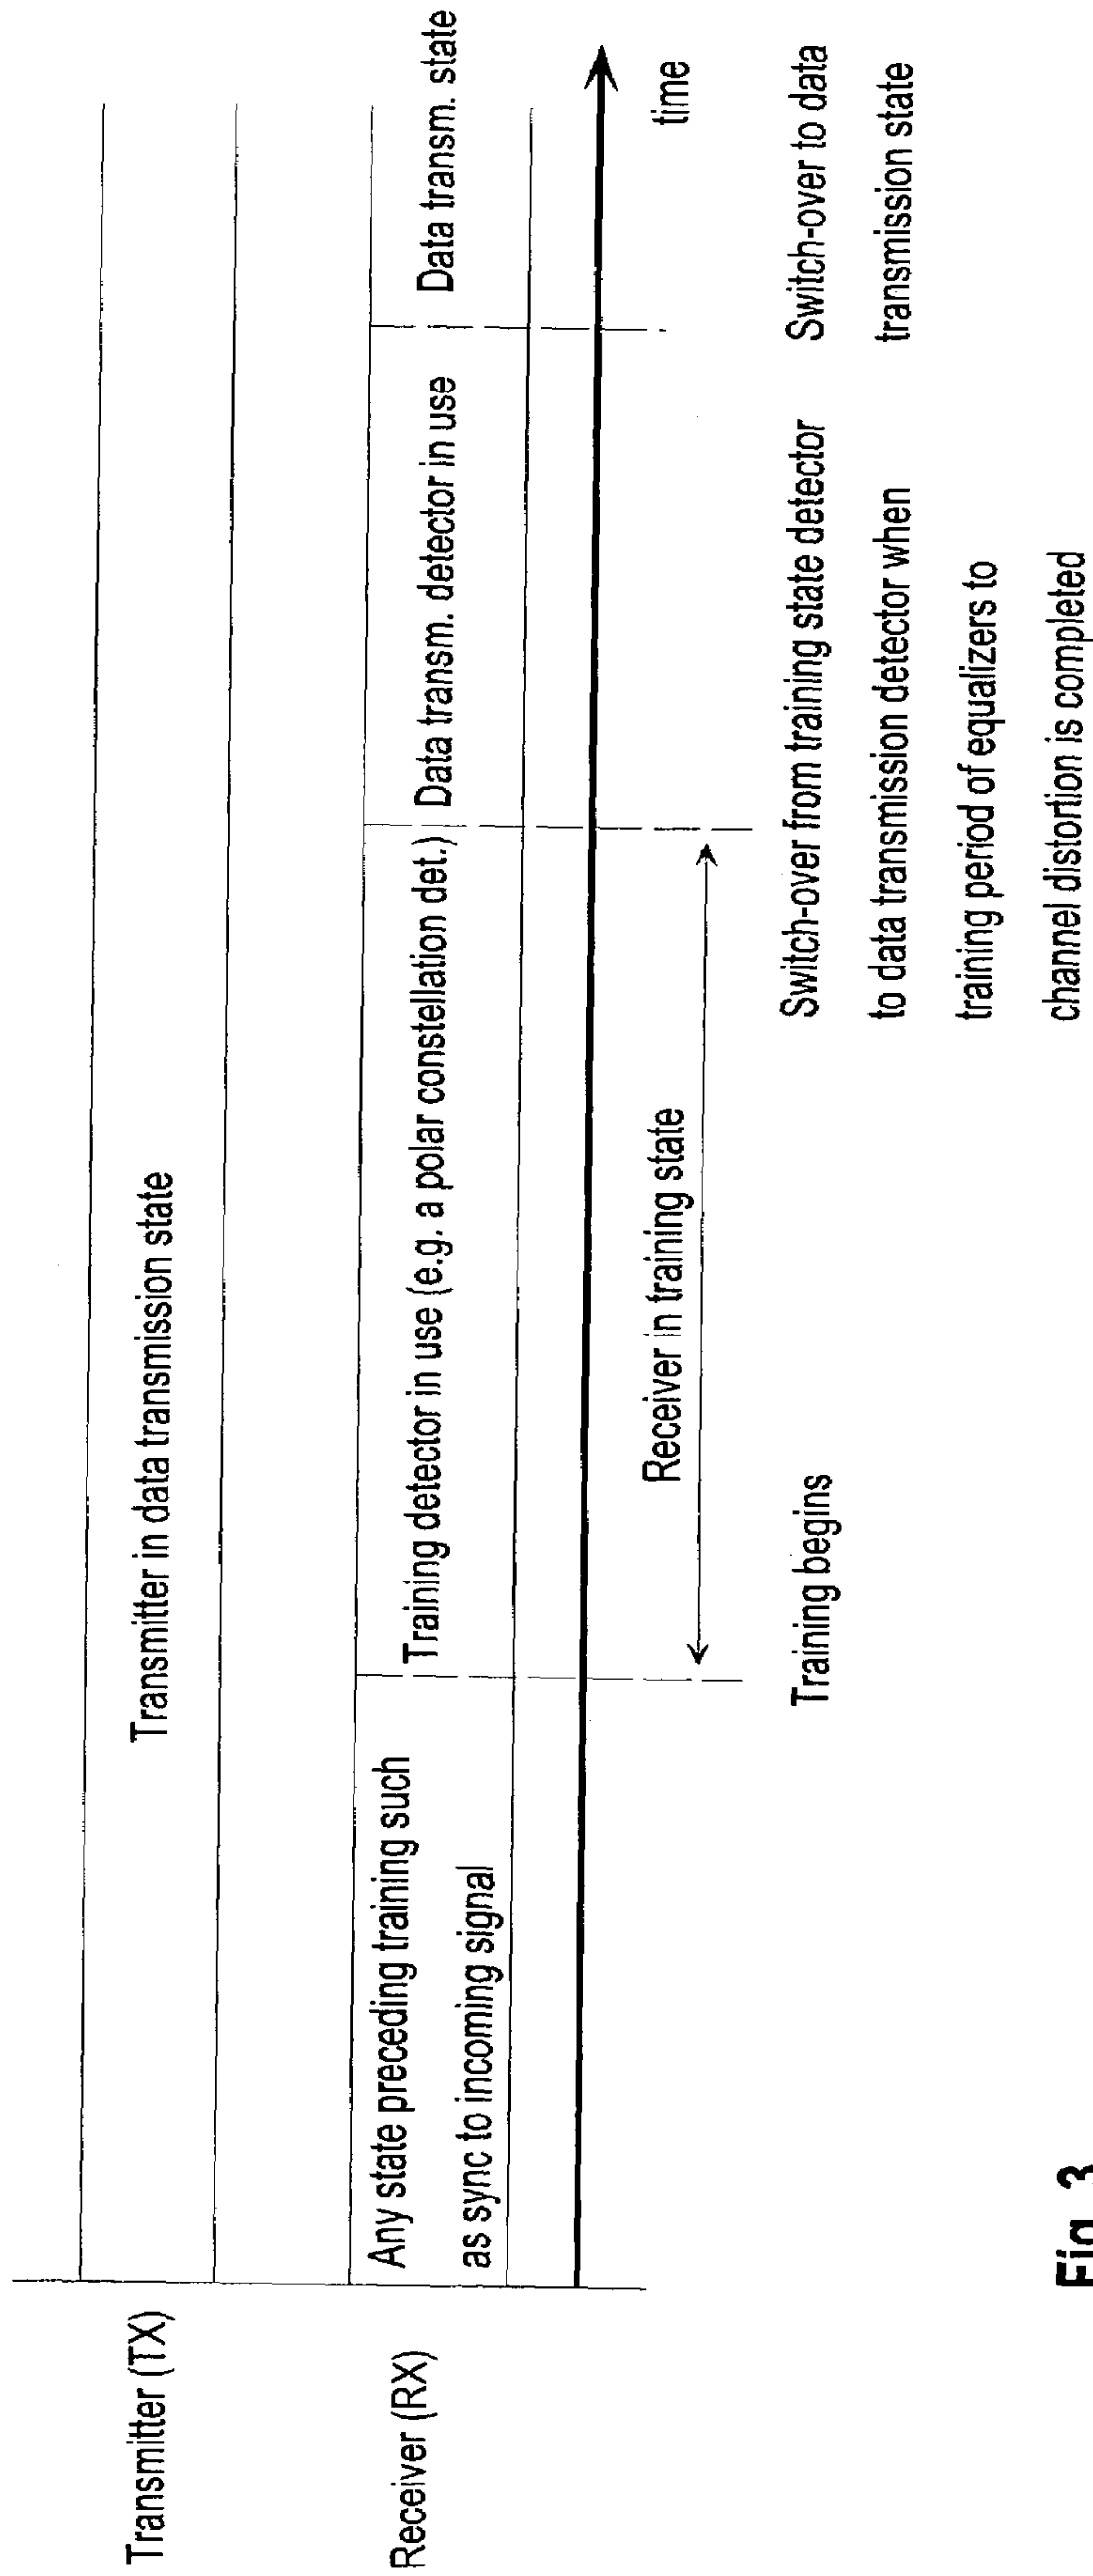 Transmitter (TX)
Transmitter in data transmission state
Receiver (RX)
Any state preceding training such
as sync to incoming signal
Training detector in use (e.g. a polar constellation det.)
Data transm. detector in use
Data transm. state
time
Receiver in training state
Training begins
Switch-over from training state detector
to data transmission detector when
training period of equalizers to
channel distortion is completed
Switch-over to data
transmission state
Fig. 3